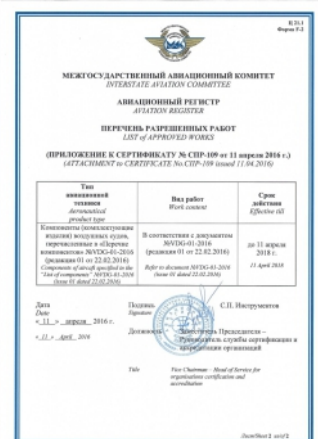 Ц 21.1
Форма У-2
МЕЖГОСУДАРСТВЕННЫЙ АВИАЦИОННЫЙ КОМИТЕТ
INTERSTATE AVIATION COMMITTEE
АВИАЦИОННЫЙ РЕГИСТР
AVIATION REGISTER
ПЕРЕЧЕНЬ РАЗРЕШЕННЫХ РАБОТ
LIST of APPROVED WORKS
(ПРИЛОЖЕНИЕ К СЕРТИФИКАТУ № СПР-109 от 11 апреля 2016 г.)
(ATTACHMENT to CERTIFICATE No.СПР-109 issued 11.04.2016)
Тип авиационной техники
Aeronautical product type
Вид работ
Work content
Срок действия
Effective till
Компоненты (комплектующие
изделия) воздушных судов,
перечисленные в «Перечне
компонентов» №VDG-01-2016
(редакция 01 от 22.02.2016)
Components of aircraft specified in the
"List of components" №VDG-01-2016
(issue 01 dated 22.02.2016)
В соответствии с документом
№VDG-01-2016
(редакция 01 от 22.02.2016)
Refer to document №VDG-01-2016
(issue 01 dated 22.02.2016)
до 11 апреля
2018 г.
11 April 2018
Дата
Date
« 11 » апреля 2016 г.
« 11 » April 2016
Подпись
Signature
С.П. Инструментов
Должность
Заместитель Председателя –
Руководитель службы сертификации и
аккредитации организаций
Title
Vice Chairman – Head of Service for
organisations certification and
accreditation